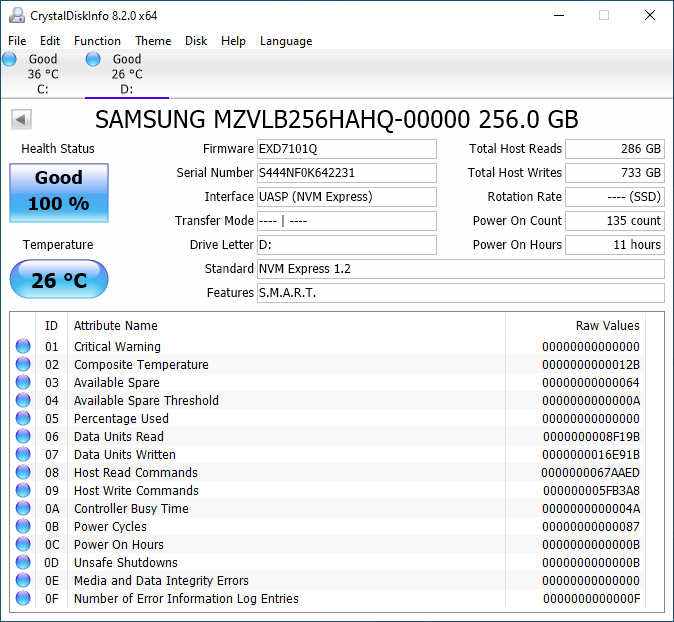 CrystalDiskInfo 8.2.0 x64
File Edit Function Theme Disk Help Language
Good Good
36 °C 26 °C
C: D:
SAMSUNG MZVLB256HAHQ-00000 256.0 GB
Health Status
Good
100 %
Temperature
26 °C
Firmware EXD7101Q
Serial Number S444NF0K642231
Interface UASP (NVM Express)
Transfer Mode ---- | ----
Drive Letter D:
Standard NVM Express 1.2
Features S.M.A.R.T.
Total Host Reads 286 GB
Total Host Writes 733 GB
Rotation Rate ---- (SSD)
Power On Count 135 count
Power On Hours 11 hours
ID Attribute Name Raw Values
01 Critical Warning 00000000000000
02 Composite Temperature 0000000000012B
03 Available Spare 00000000000064
04 Available Spare Threshold 0000000000000A
05 Percentage Used 00000000000000
06 Data Units Read 0000000008F19B
07 Data Units Written 0000000016E91B
08 Host Read Commands 0000000067AAED
09 Host Write Commands 000000005FB3A8
0A Controller Busy Time 0000000000004A
0B Power Cycles 00000000000087
0C Power On Hours 0000000000000B
0D Unsafe Shutdowns 0000000000000B
0E Media and Data Integrity Errors 00000000000000
0F Number of Error Information Log Entries 0000000000000F